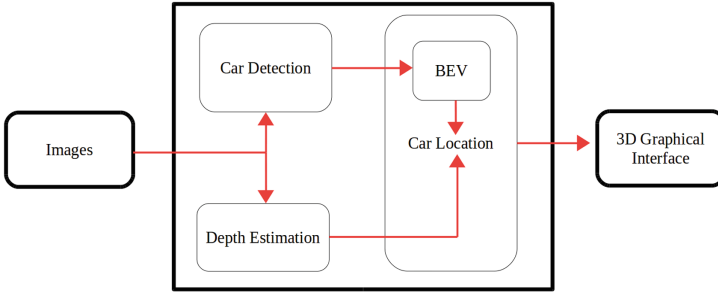 Images
Car Detection
Depth Estimation
BEV
Car Location
3D Graphical
Interface